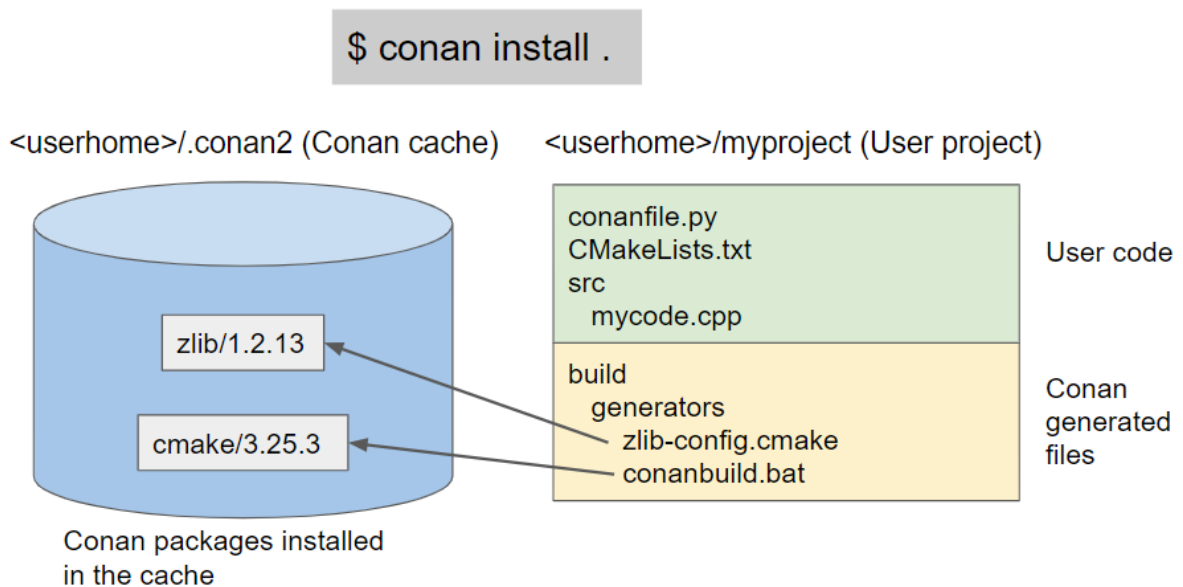 $ conan install .
<userhome>/.conan2 (Conan cache)
<userhome>/myproject (User project)
zlib/1.2.13
cmake/3.25.3
Conan packages installed
in the cache
conanfile.py
CMakeLists.txt
src
mycode.cpp
User code
build
generators
zlib-config.cmake
conanbuild.bat
Conan
generated
files